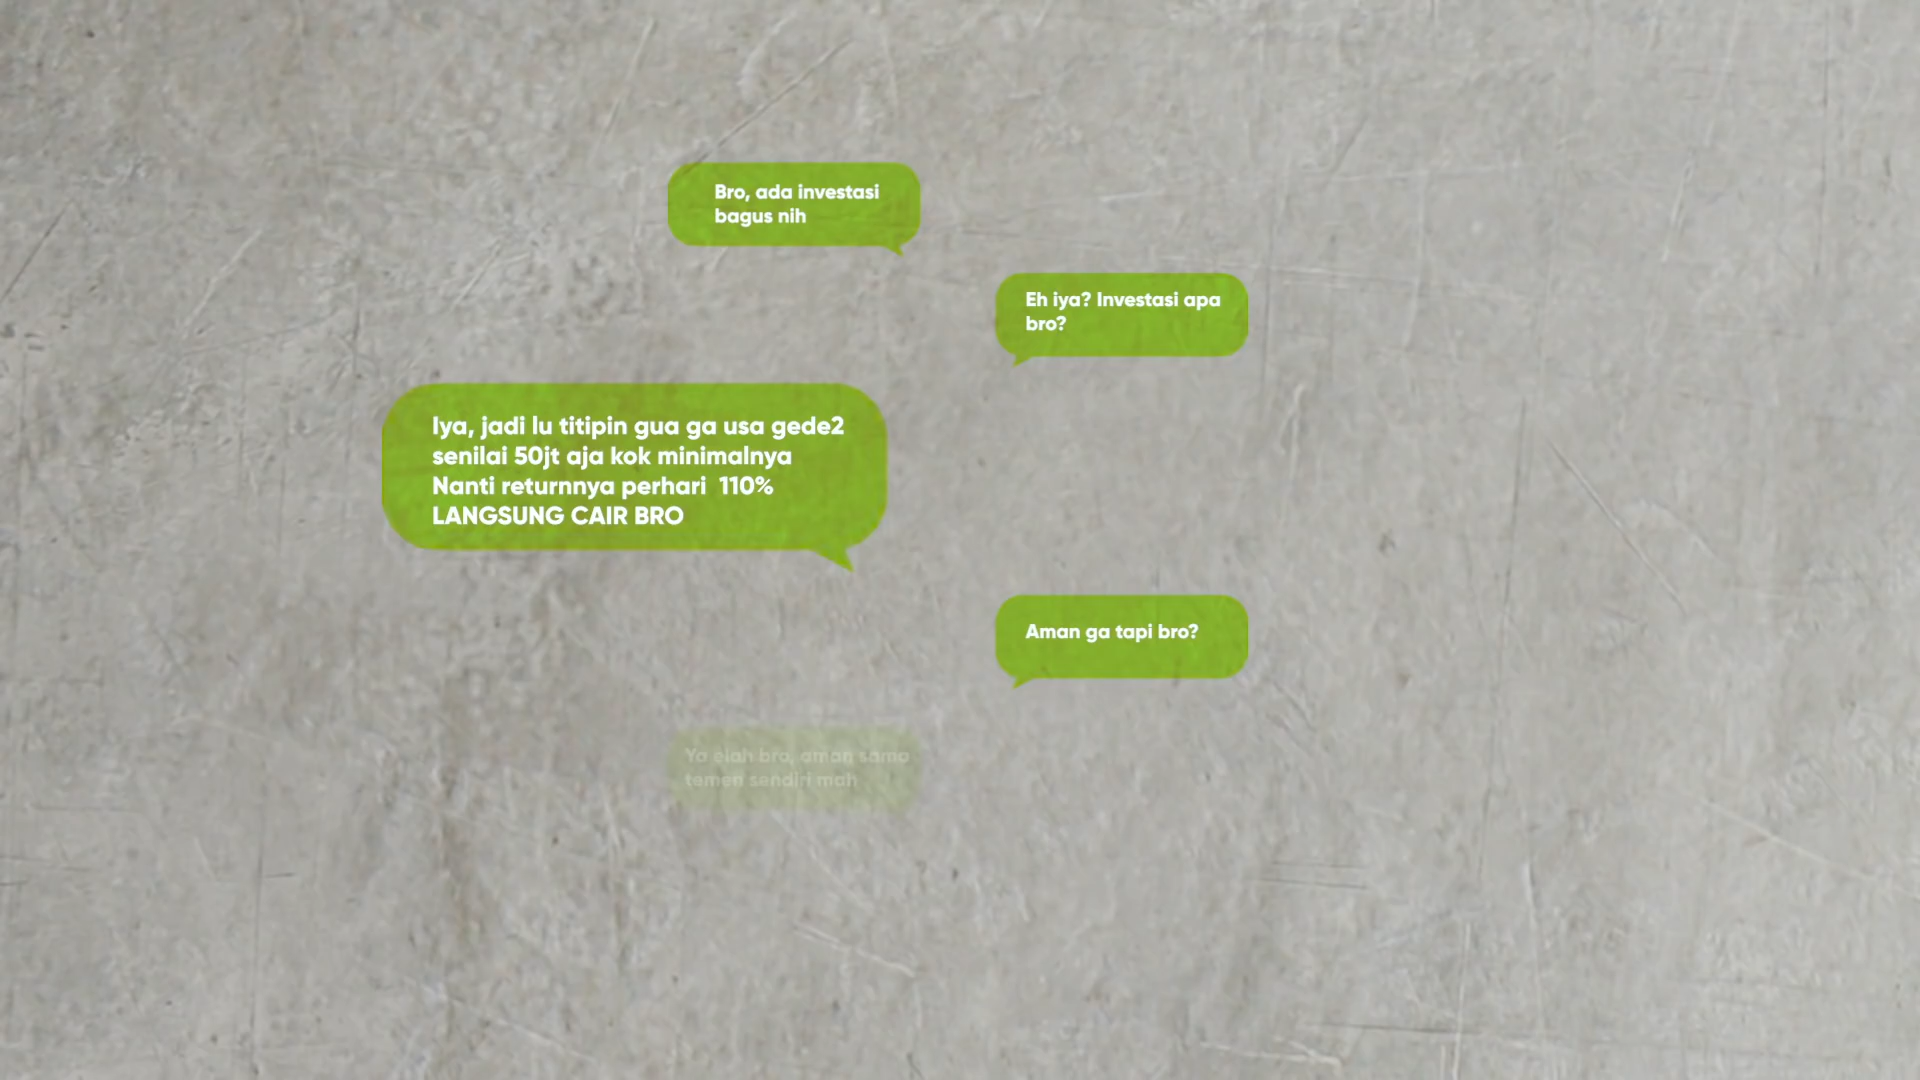 Bro, ada investasi
bagus nih
Eh iya? Investasi apa
bro?
Iya, jadi lu titipin gua ga usa gede2
senilai 50jt aja kok minimalnya
Nanti returnnya perhari 110%
LANGSUNG CAIR BRO
Aman ga tapi bro?
Ya elah bro, aman sama
temen sendiri mah